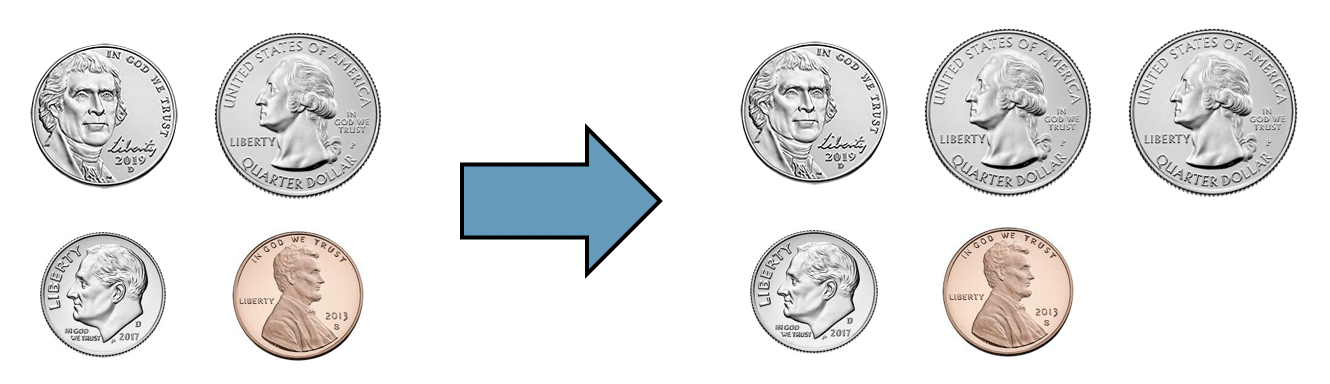 IN GOD WE TRUST
Liberty
2019
D
UNITED STATES OF AMERICA
LIBERTY
IN
GOD WE
TRUST
P
QUARTER DOLLAR
IN GOD WE TRUST
Liberty
2019
D
UNITED STATES OF AMERICA
LIBERTY
IN
GOD WE
TRUST
P
QUARTER DOLLAR
UNITED STATES OF AMERICA
LIBERTY
IN
GOD WE
TRUST
P
QUARTER DOLLAR
LIBERTY
IN GOD
WE TRUST
D
2017
IN GOD WE TRUST
LIBERTY
2013
S
LIBERTY
IN GOD
WE TRUST
D
2017
IN GOD WE TRUST
LIBERTY
2013
S